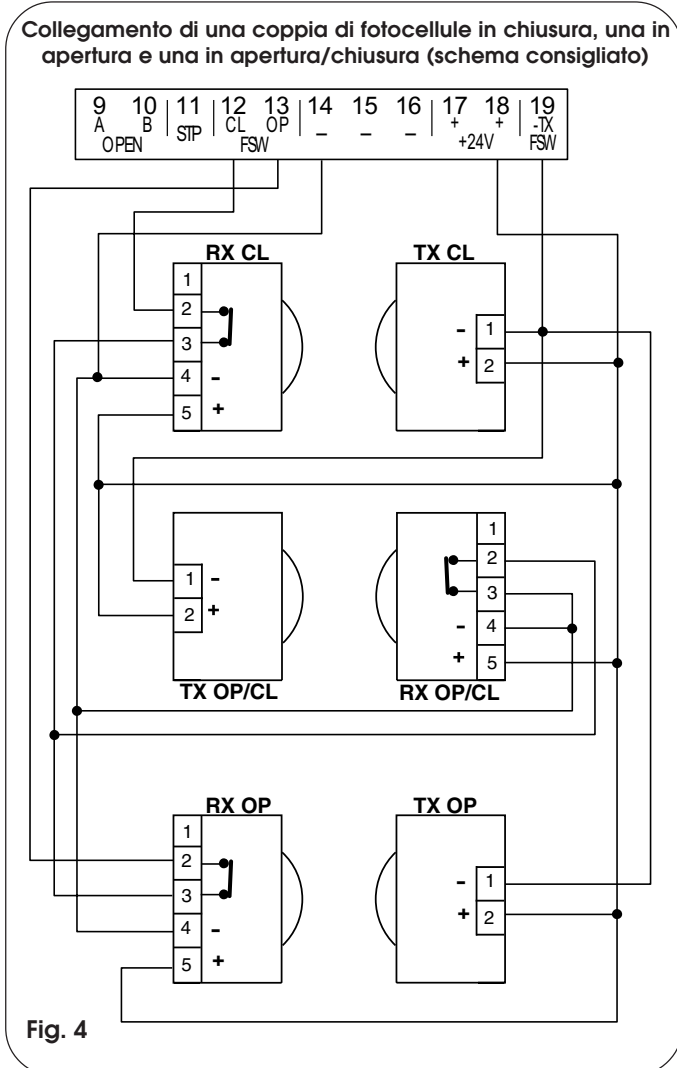 Collegamento di una coppia di fotocellule in chiusura, una in
apertura e una in apertura/chiusura (schema consigliato)
9 10 11 12 13 14 15 16 17 18 19
A B STP CL OP - - - + + -TX
OPEN FSW +24V FSW
RX CL TX CL
1
2
3
4 -
5 +
- 1
+ 2
1 -
2 +
1
2
3
- 4
+ 5
TX OP/CL RX OP/CL
RX OP TX OP
1
2
3
4 -
5 +
- 1
+ 2
Fig. 4